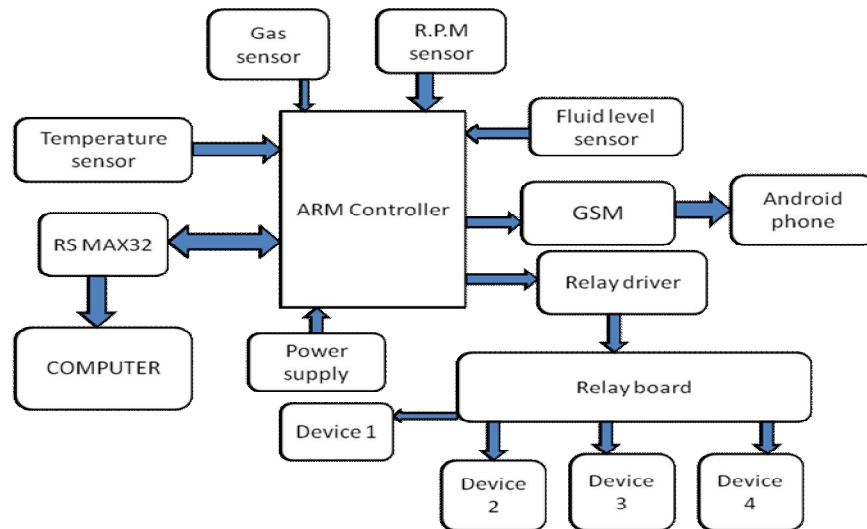 Gas
sensor
R.P.M
sensor
Temperature
sensor
Fluid level
sensor
ARM Controller
GSM
Android
phone
RS MAX32
Relay driver
COMPUTER
Power
supply
Relay board
Device 1
Device
2
Device
3
Device
4